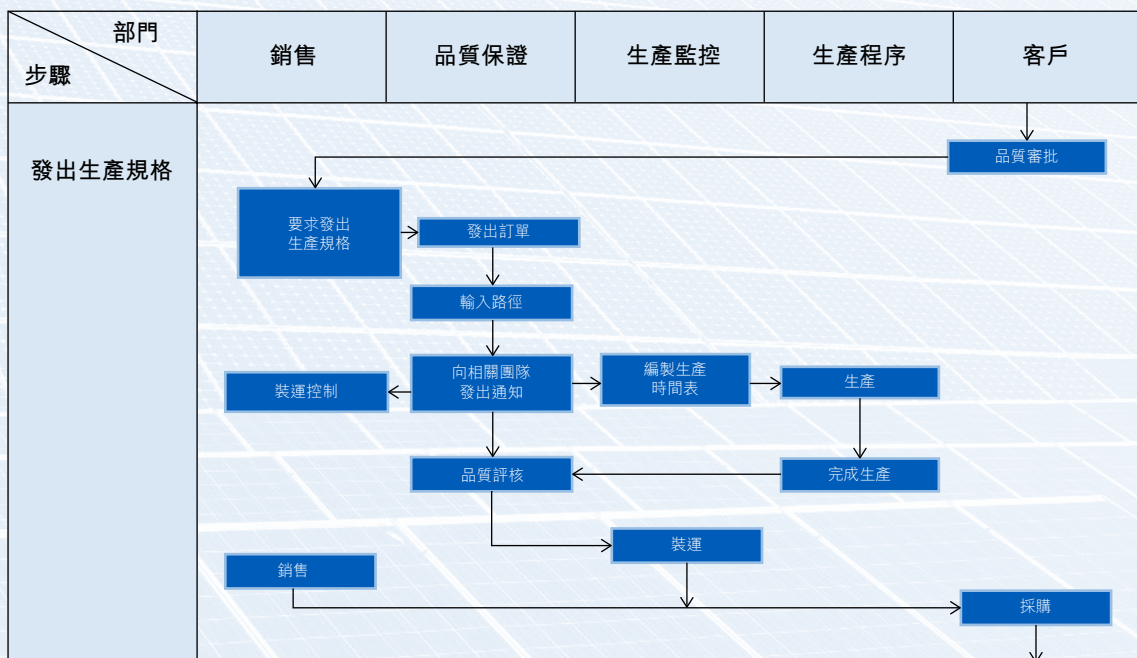 部門
步驟
銷售
品質保證
生產監控
生產程序
客戶
發出生產規格
品質審批
要求發出
生產規格
發出訂單
輸入路徑
裝運控制
向相關團隊
發出通知
編製生產
時間表
生產
品質評核
完成生產
裝運
銷售
採購